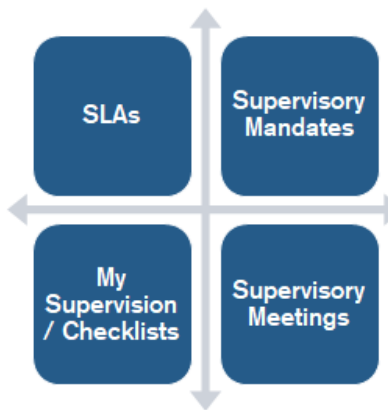 SLAs
Supervisory
Mandates
My
Supervision
/ Checklists
Supervisory
Meetings